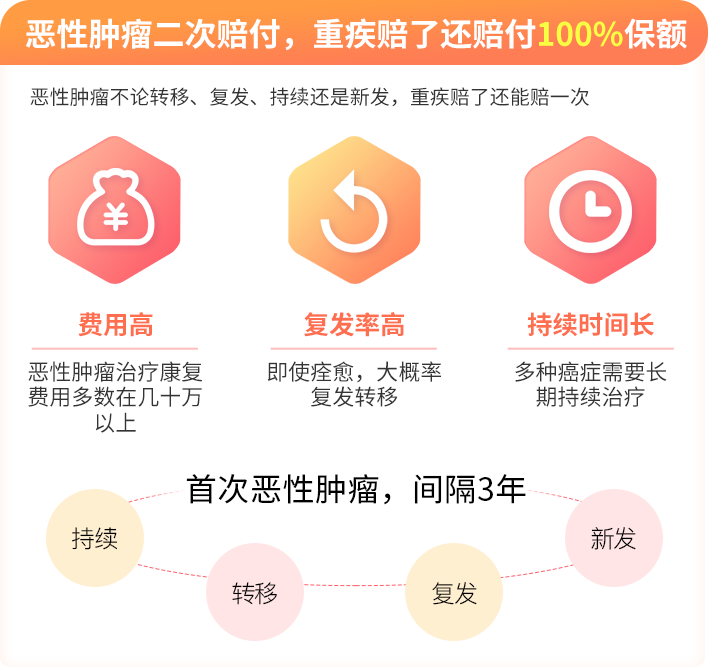 恶性肿瘤二次赔付，重疾赔了还赔付100%保额
恶性肿瘤不论转移、复发、持续还是新发，重疾赔了还能赔一次
¥
费用高
复发率高
持续时间长
恶性肿瘤治疗康复
费用多数在几十万
以上
即使痊愈，大概率
复发转移
多种癌症需要长
期持续治疗
首次恶性肿瘤，间隔3年
持续
转移
复发
新发